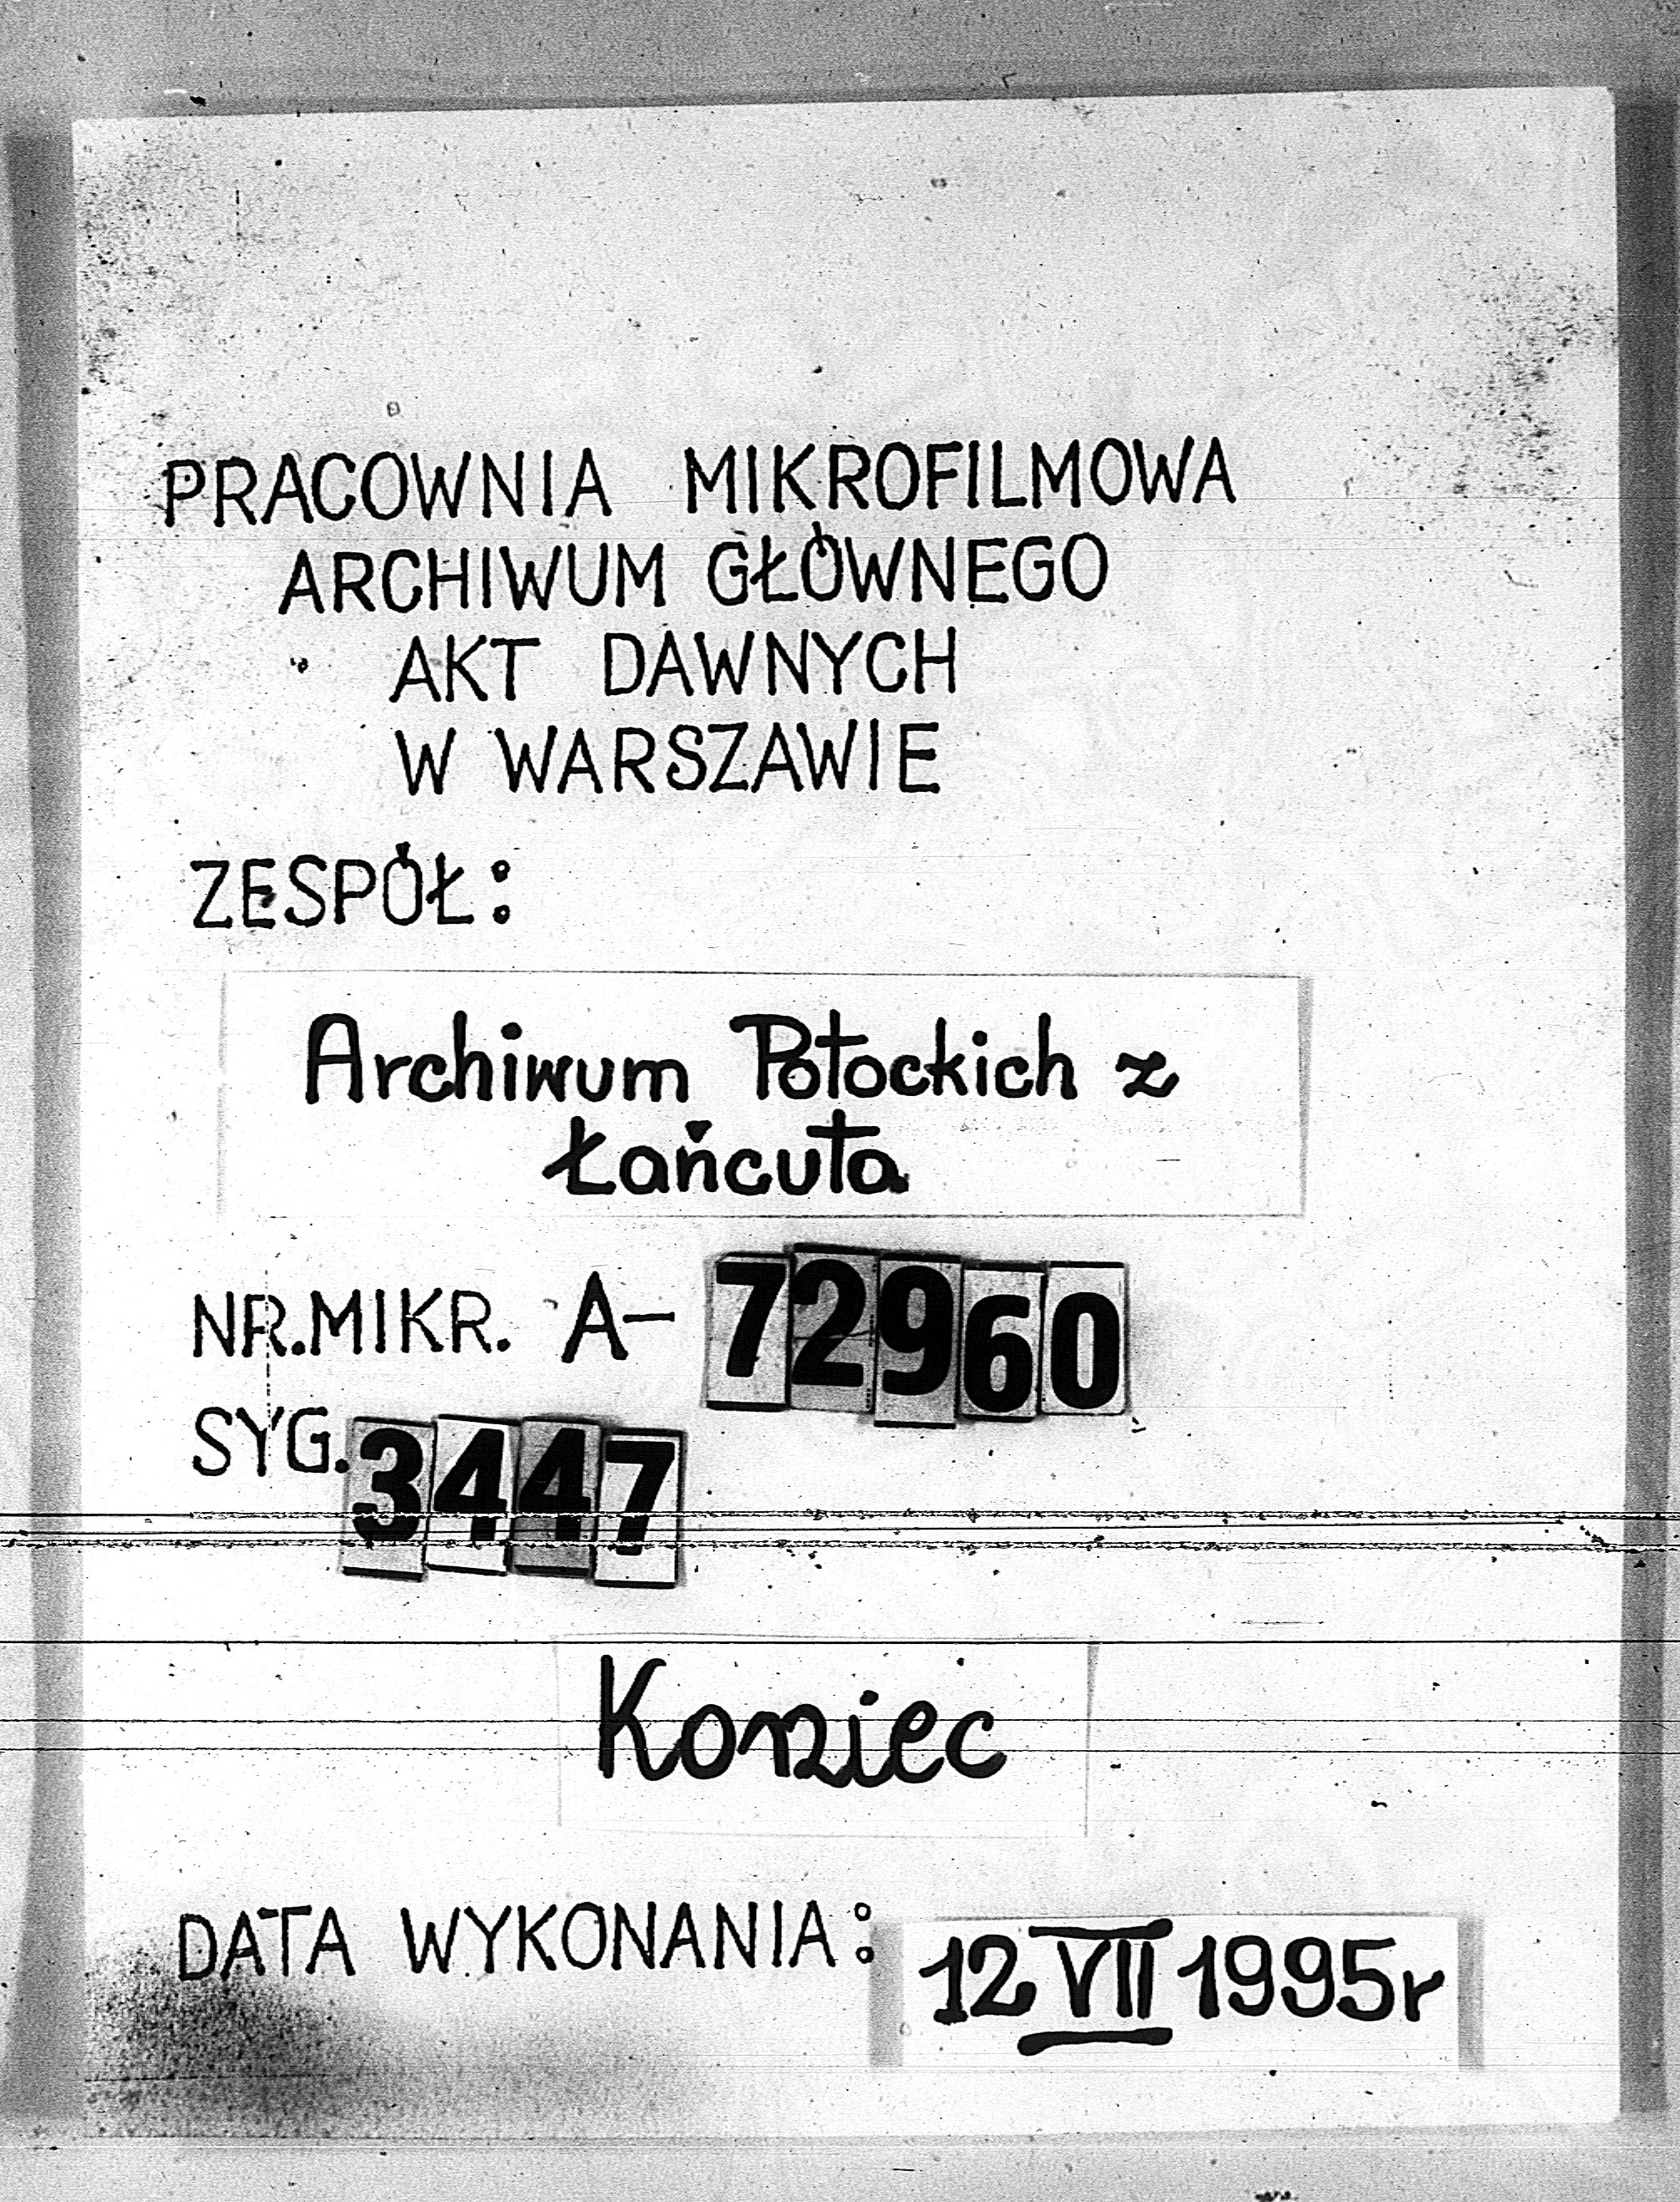 PRACOWNIA MIKROFILMOWA
ARCHIWUM GŁÓWNEGO
AKT DAWNYCH
W WARSZAWIE
ZESPÓŁ:
Archiwum Potockich z
Łańcuta
NR.MIKR. A- 72960
SYG. 3447
Koniec
DATA WYKONANIA: 12 VII 1995r